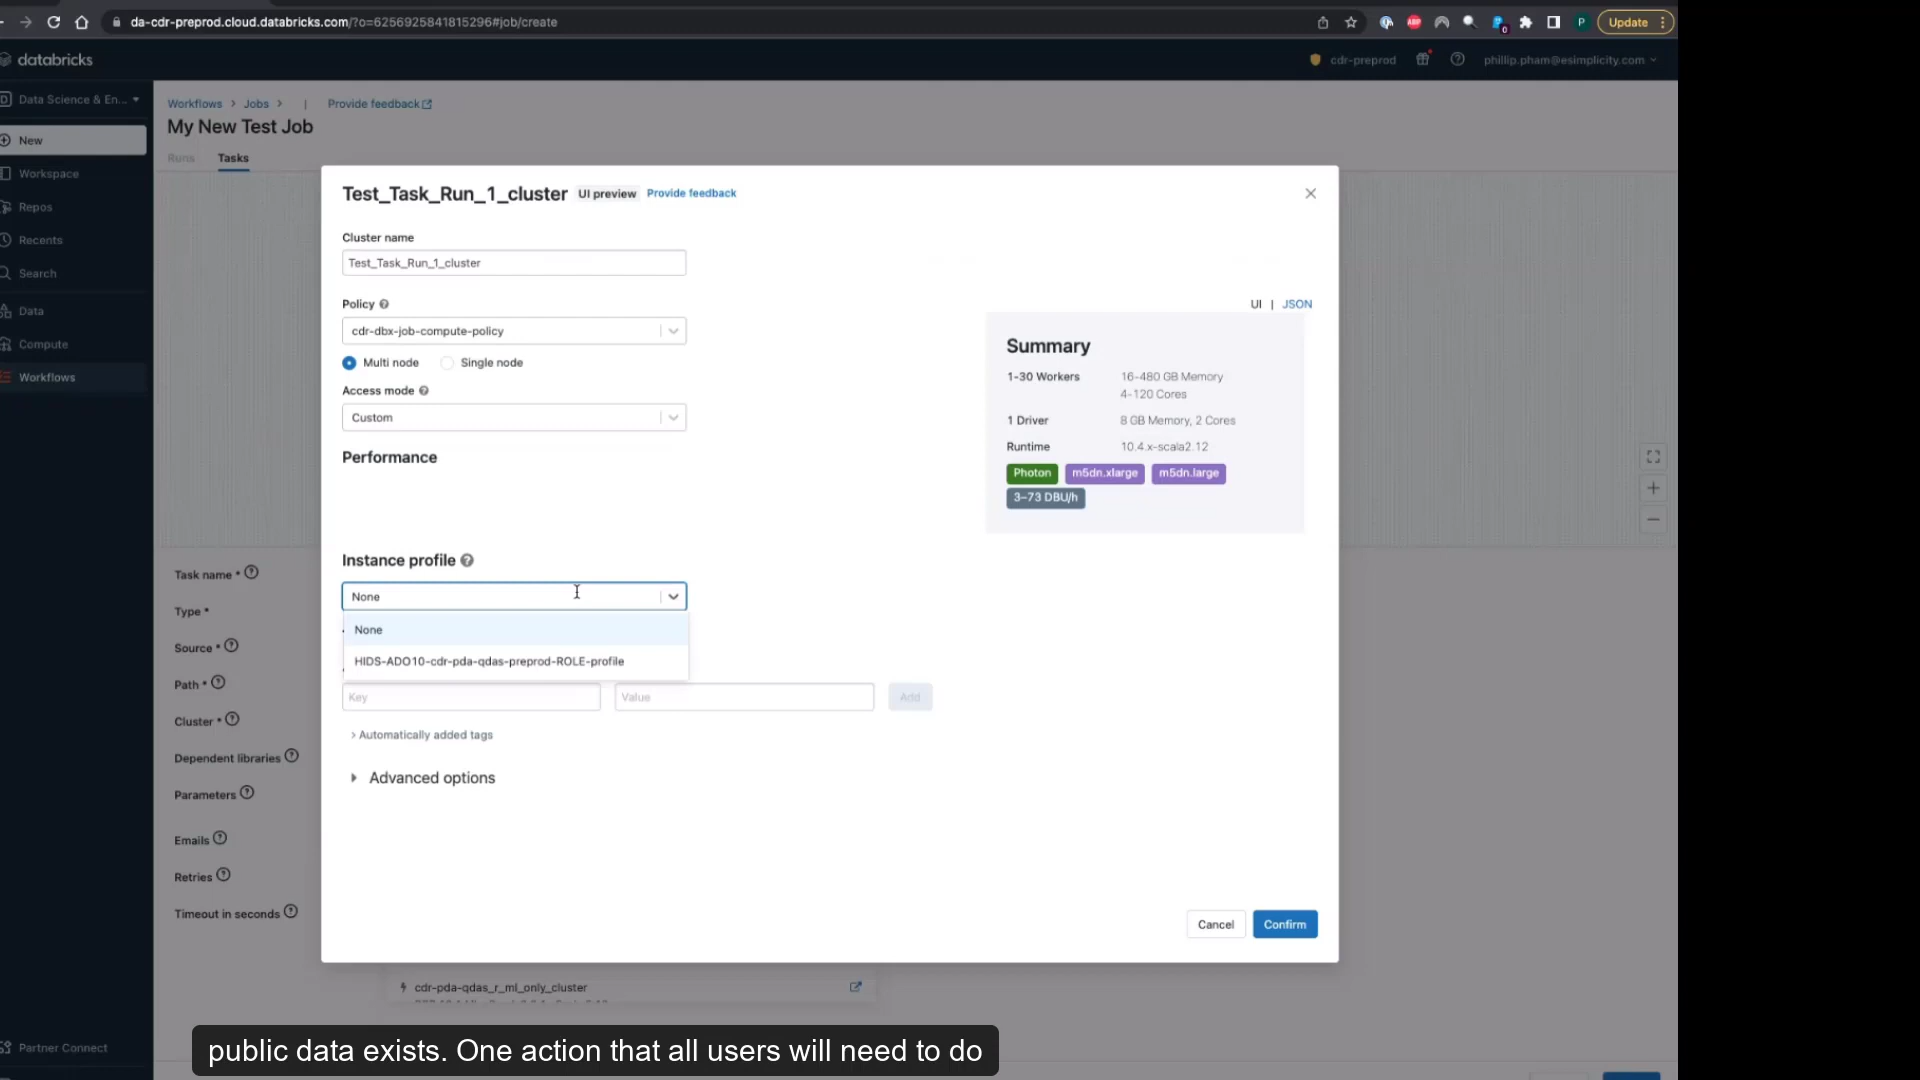 da-cdr-preprod.cloud.databricks.com/?o=6256925841815296#job/create
Update
databricks
cdr-preprod
phillip.pham@esimplicity.com
Data Science & En...
New
Workspace
Repos
Recents
Search
Data
Compute
Workflows
Partner Connect
Workflows > Jobs > | Provide feedback
My New Test Job
Runs Tasks
Test_Task_Run_1_cluster UI preview Provide feedback
Cluster name
Test_Task_Run_1_cluster
Policy
cdr-dbx-job-compute-policy
Multi node Single node
Access mode
Custom
Performance
Instance profile
None
None
HIDS-ADO10-cdr-pda-qdas-preprod-ROLE-profile
Key Value Add
> Automatically added tags
Advanced options
UI | JSON
Summary
1-30 Workers 16-480 GB Memory
4-120 Cores
1 Driver 8 GB Memory, 2 Cores
Runtime 10.4.x-scala2.12
Photon m5dn.xlarge m5dn.large
3–73 DBU/h
Cancel Confirm
Task name *
Type *
Source *
Path *
Cluster *
Dependent libraries
Parameters
Emails
Retries
Timeout in seconds
cdr-pda-qdas_r_ml_only_cluster
public data exists. One action that all users will need to do